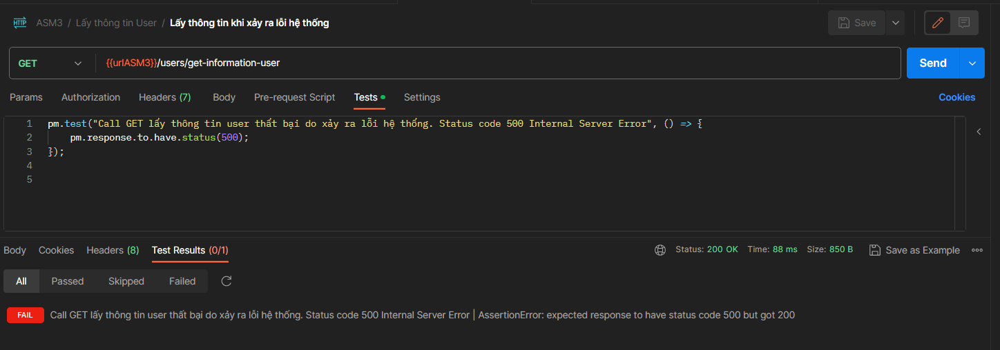 HTTP ASM3 / Lấy thông tin User / Lấy thông tin khi xảy ra lỗi hệ thống Save
GET {{urlASM3}}/users/get-information-user Send
Params Authorization Headers (7) Body Pre-request Script Tests Settings Cookies
1 pm.test("Call GET lấy thông tin user thất bại do xảy ra lỗi hệ thống. Status code 500 Internal Server Error", () => {
2 pm.response.to.have.status(500);
3 });
4
5
Body Cookies Headers (8) Test Results (0/1) Status: 200 OK Time: 88 ms Size: 850 B Save as Example
All Passed Skipped Failed
FAIL Call GET lấy thông tin user thất bại do xảy ra lỗi hệ thống. Status code 500 Internal Server Error | AssertionError: expected response to have status code 500 but got 200